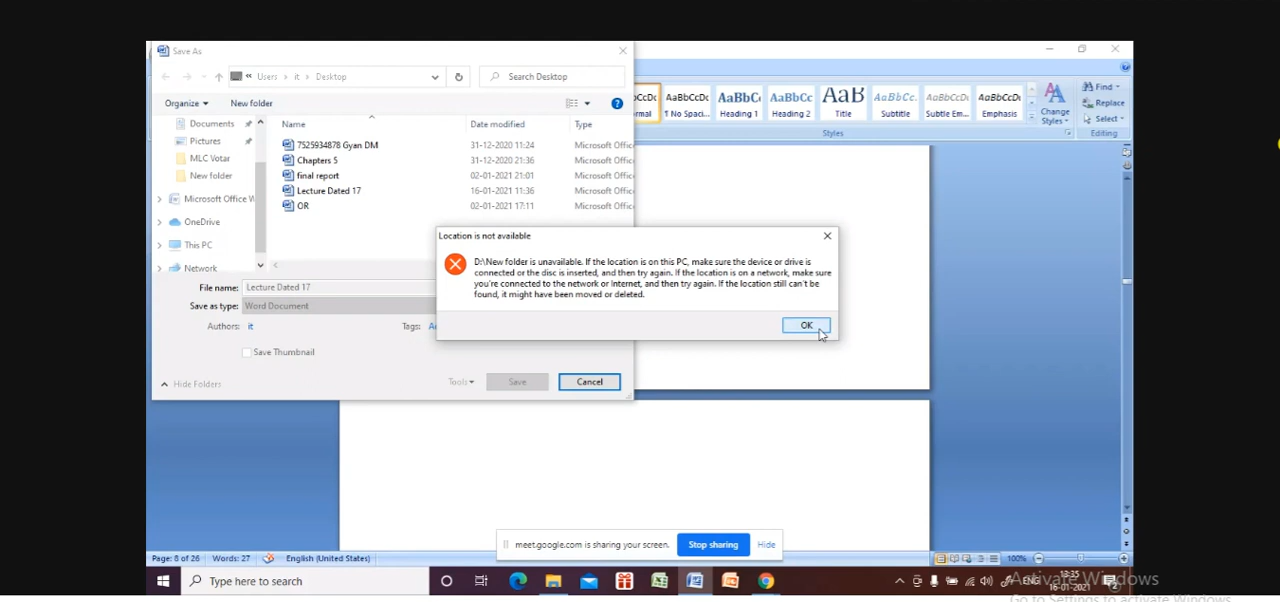 Save As
« Users › it › Desktop
Search Desktop
Organize
New folder
Name
Date modified
Type
Documents
Pictures
MLC Votar
New folder
Microsoft Office W
OneDrive
This PC
Network
7525934878 Gyan DM
31-12-2020 11:24
Microsoft Office
Chapters 5
31-12-2020 21:36
Microsoft Office
final report
02-01-2021 21:01
Microsoft Office
Lecture Dated 17
16-01-2021 11:36
Microsoft Office
OR
02-01-2021 17:11
Microsoft Office
File name:
Lecture Dated 17
Save as type:
Word Document
Authors:
it
Tags:
Save Thumbnail
Hide Folders
Tools
Save
Cancel
Location is not available
D:\New folder is unavailable. If the location is on this PC, make sure the device or drive is
connected or the disc is inserted, and then try again. If the location is on a network, make sure
you're connected to the network or Internet, and then try again. If the location still can't be
found, it might have been moved or deleted.
OK
AaBbCcDc
AaBbCc
AaBbCc
AaB
AaBbCc.
AaBbCcDc
AaBbCcDc
¶ No Spaci...
Heading 1
Heading 2
Title
Subtitle
Subtle Em...
Emphasis
Change
Styles
Styles
Find
Replace
Select
Editing
meet.google.com is sharing your screen.
Stop sharing
Hide
Page: 8 of 26
Words: 27
English (United States)
100%
Type here to search
ENG
13:35
16-01-2021
Activate Windows
Go to Settings to activate Windows.